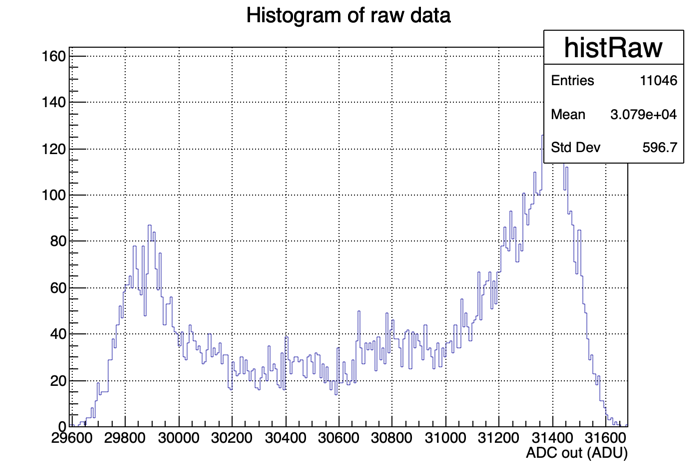 Histogram of raw data
histRaw
Entries 11046
Mean 3.079e+04
Std Dev 596.7
160
140
120
100
80
60
40
20
0
29600 29800 30000 30200 30400 30600 30800 31000 31200 31400 31600
ADC out (ADU)